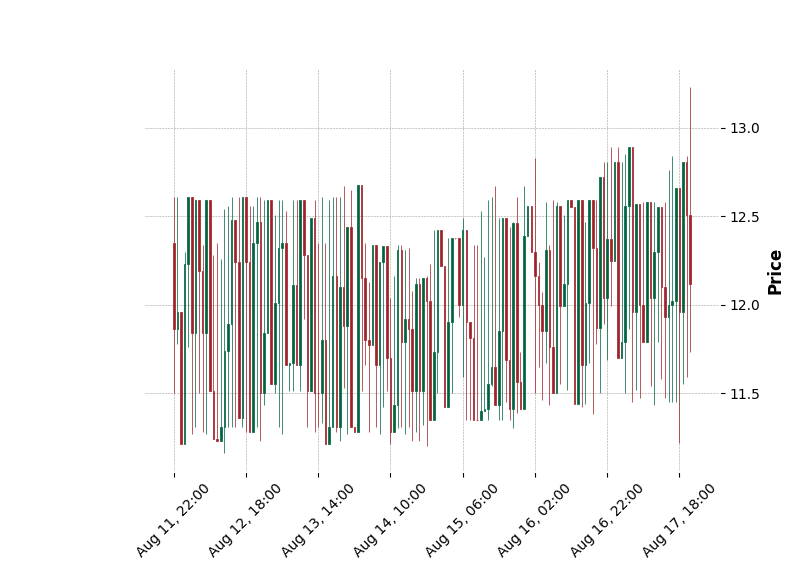 13.0
12.5
12.0
11.5
Price
Aug 11, 22:00
Aug 12, 18:00
Aug 13, 14:00
Aug 14, 10:00
Aug 15, 06:00
Aug 16, 02:00
Aug 16, 22:00
Aug 17, 18:00